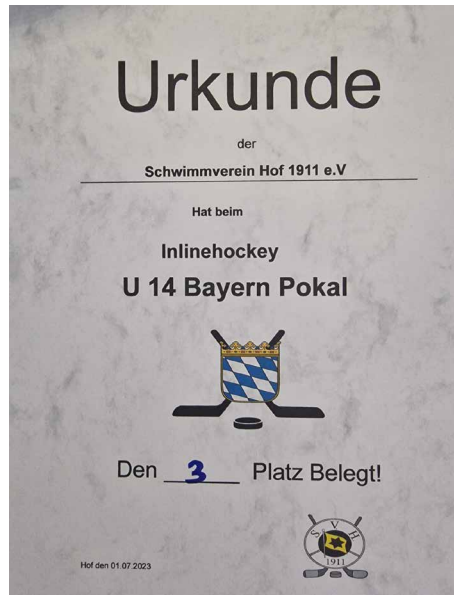 Urkunde
der
Schwimmverein Hof 1911 e.V
Hat beim
Inlinehockey
U 14 Bayern Pokal
Den 3 Platz Belegt!
S V H
1911
Hof den 01.07.2023